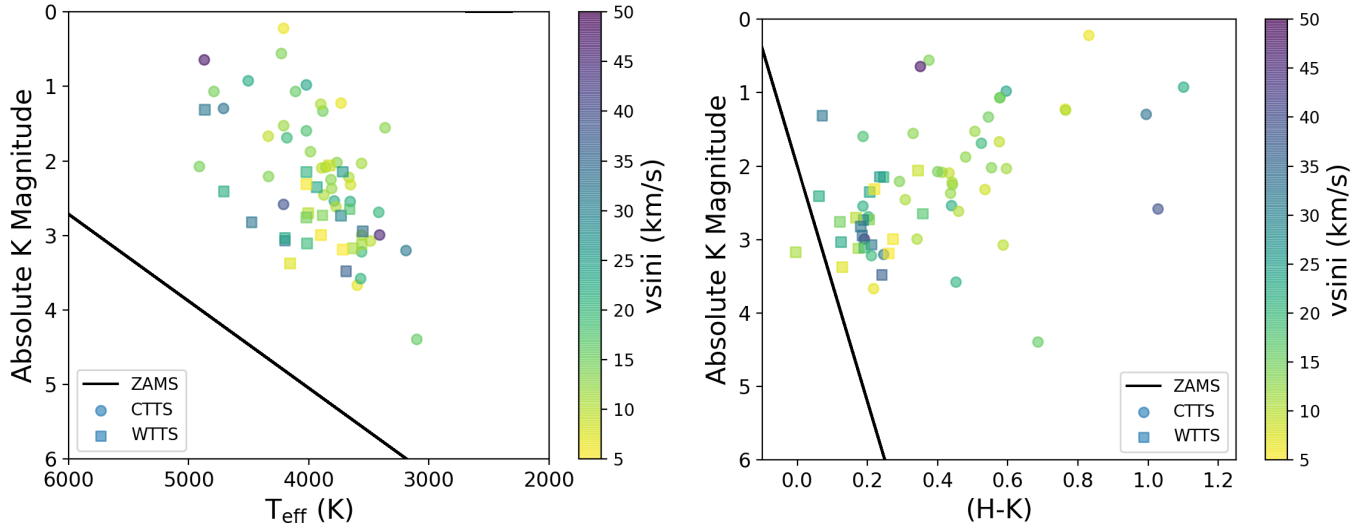 0
1
2
3
4
5
6
Absolute K Magnitude
6000 5000 4000 3000 2000
T_eff (K)
ZAMS
CTTS
WTTS
50
45
40
35
30
25
20
15
10
5
vsini (km/s)
0
1
2
3
4
5
6
Absolute K Magnitude
0.0 0.2 0.4 0.6 0.8 1.0 1.2
(H-K)
ZAMS
CTTS
WTTS
50
45
40
35
30
25
20
15
10
5
vsini (km/s)